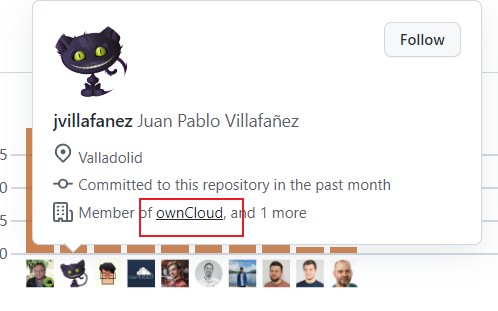 Follow
jvillafanez Juan Pablo Villafañez
Valladolid
Committed to this repository in the past month
Member of ownCloud, and 1 more
5
0
5
0